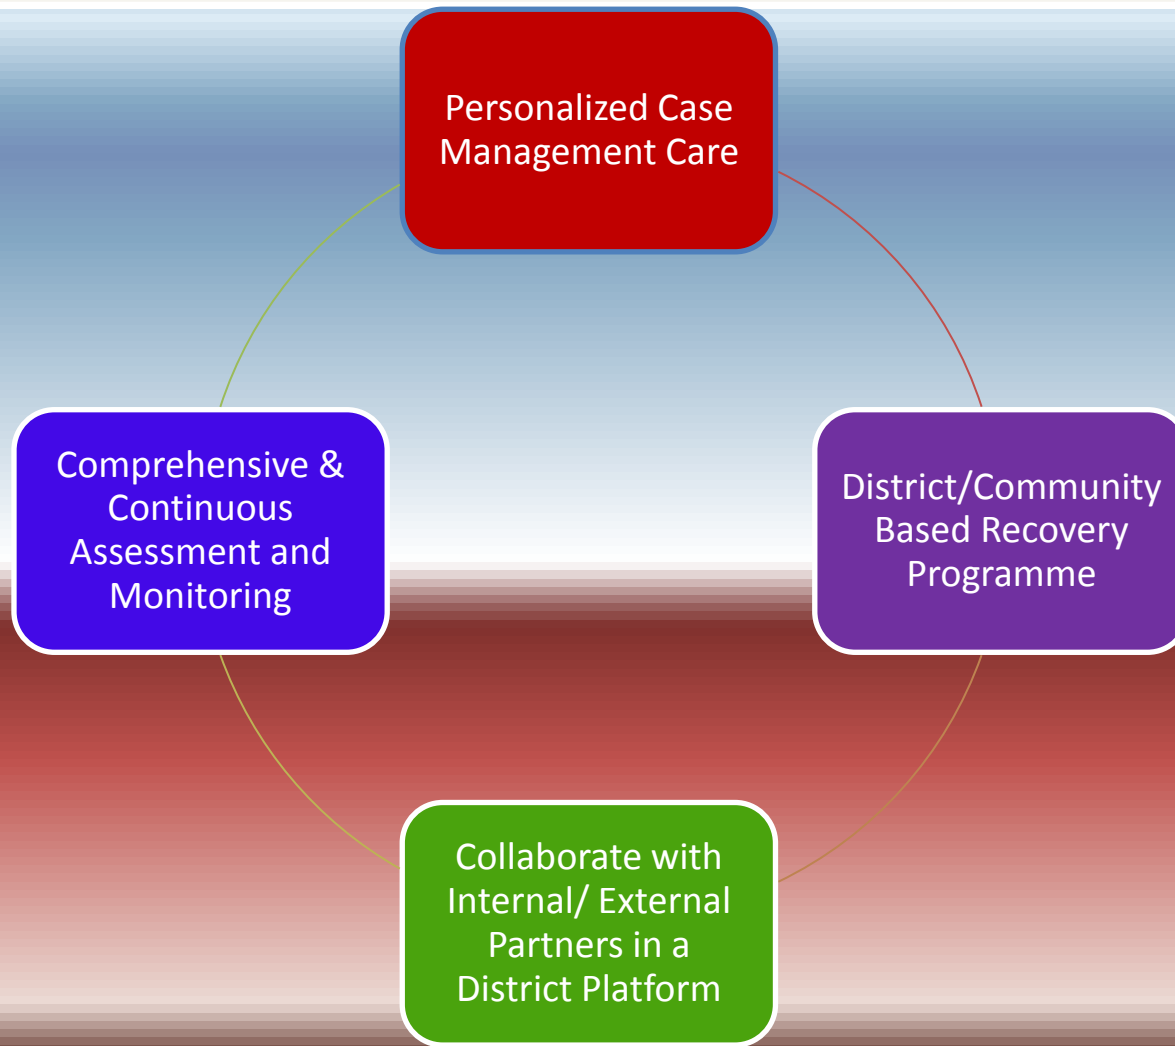 Personalized Case
Management Care
Comprehensive &
Continuous
Assessment and
Monitoring
District/Community
Based Recovery
Programme
Collaborate with
Internal/ External
Partners in a
District Platform